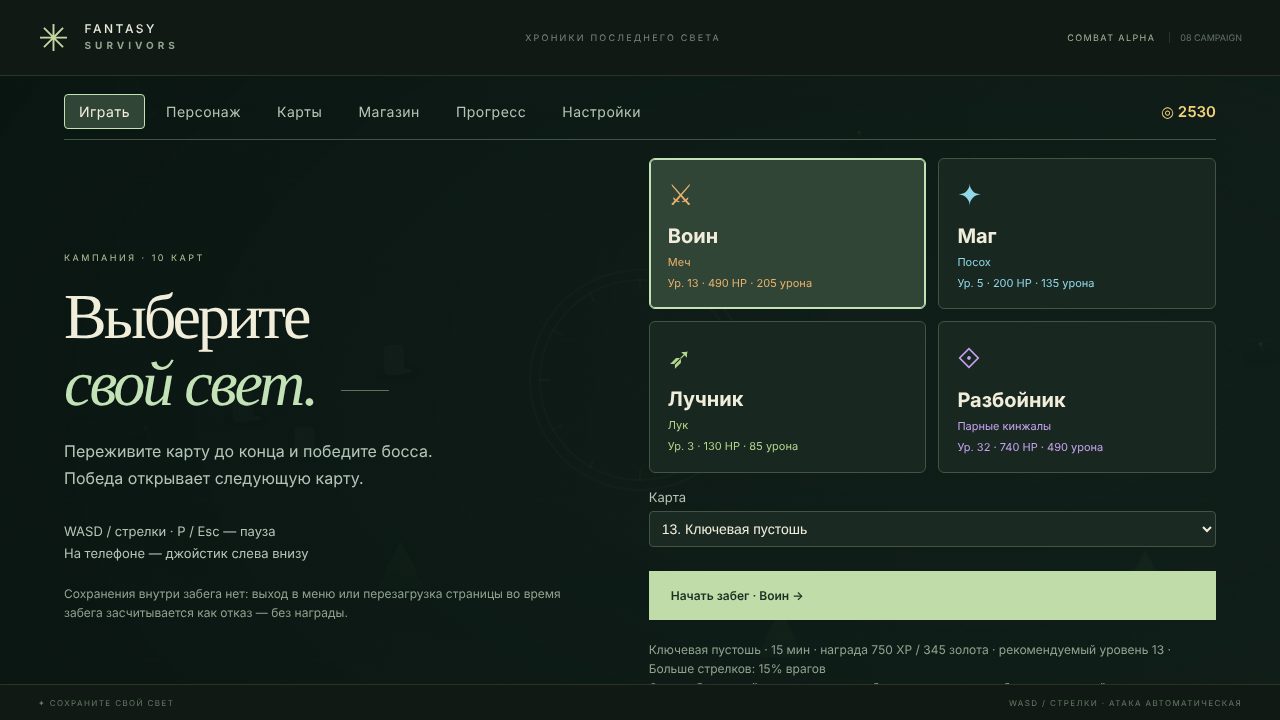 FANTASY
SURVIVORS
ХРОНИКИ ПОСЛЕДНЕГО СВЕТА
COMBAT ALPHA
08 CAMPAIGN
Играть
Персонаж
Карты
Магазин
Прогресс
Настройки
◎ 2530
КАМПАНИЯ · 10 КАРТ
Выберите
свой свет.
Переживите карту до конца и победите босса.
Победа открывает следующую карту.
WASD / стрелки · P / Esc — пауза
На телефоне — джойстик слева внизу
Сохранения внутри забега нет: выход в меню или перезагрузка страницы во время
забега засчитывается как отказ — без награды.
Воин
Меч
Ур. 13 · 490 HP · 205 урона
Маг
Посох
Ур. 5 · 200 HP · 135 урона
Лучник
Лук
Ур. 3 · 130 HP · 85 урона
Разбойник
Парные кинжалы
Ур. 32 · 740 HP · 490 урона
Карта
13. Ключевая пустошь
Начать забег · Воин →
Ключевая пустошь · 15 мин · награда 750 XP / 345 золота · рекомендуемый уровень 13 ·
Больше стрелков: 15% врагов
✦ СОХРАНИТЕ СВОЙ СВЕТ
WASD / СТРЕЛКИ · АТАКА АВТОМАТИЧЕСКАЯ